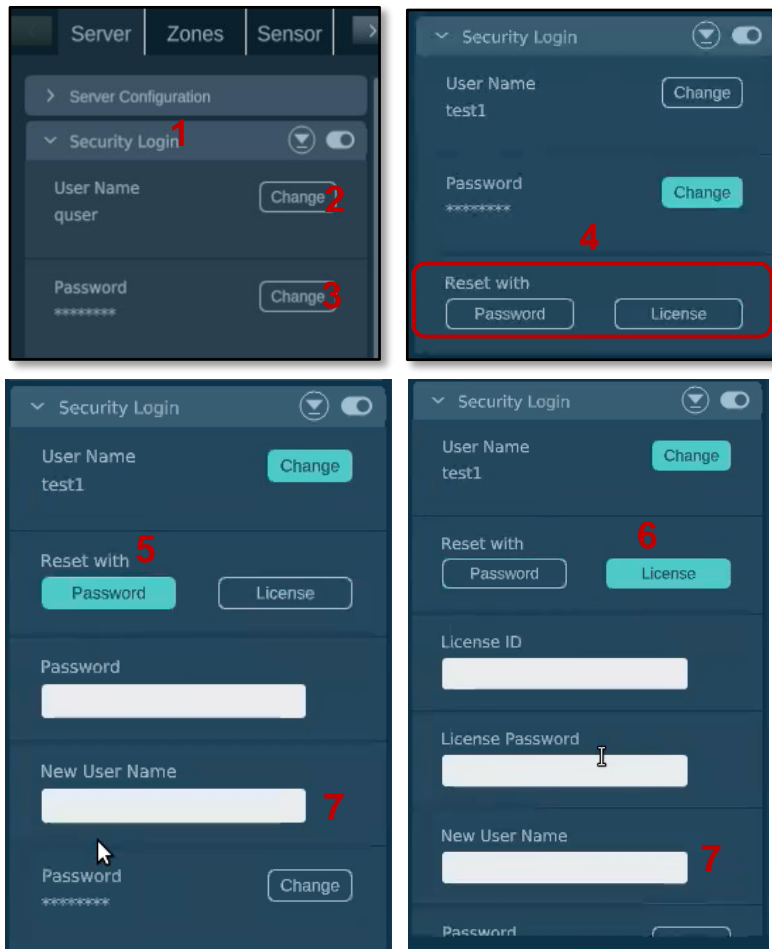 Server Zones Sensor
Server Configuration
Security Login 1
User Name
quser
Change 2
Password
********
Change 3
Security Login
User Name
test1
Change
Password
********
Change
4
Reset with
Password License
Security Login
User Name
test1
Change
Reset with 5
Password License
Password
New User Name
7
Password
********
Change
Security Login
User Name
test1
Change
Reset with
6
Password License
License ID
License Password
New User Name
7
Password